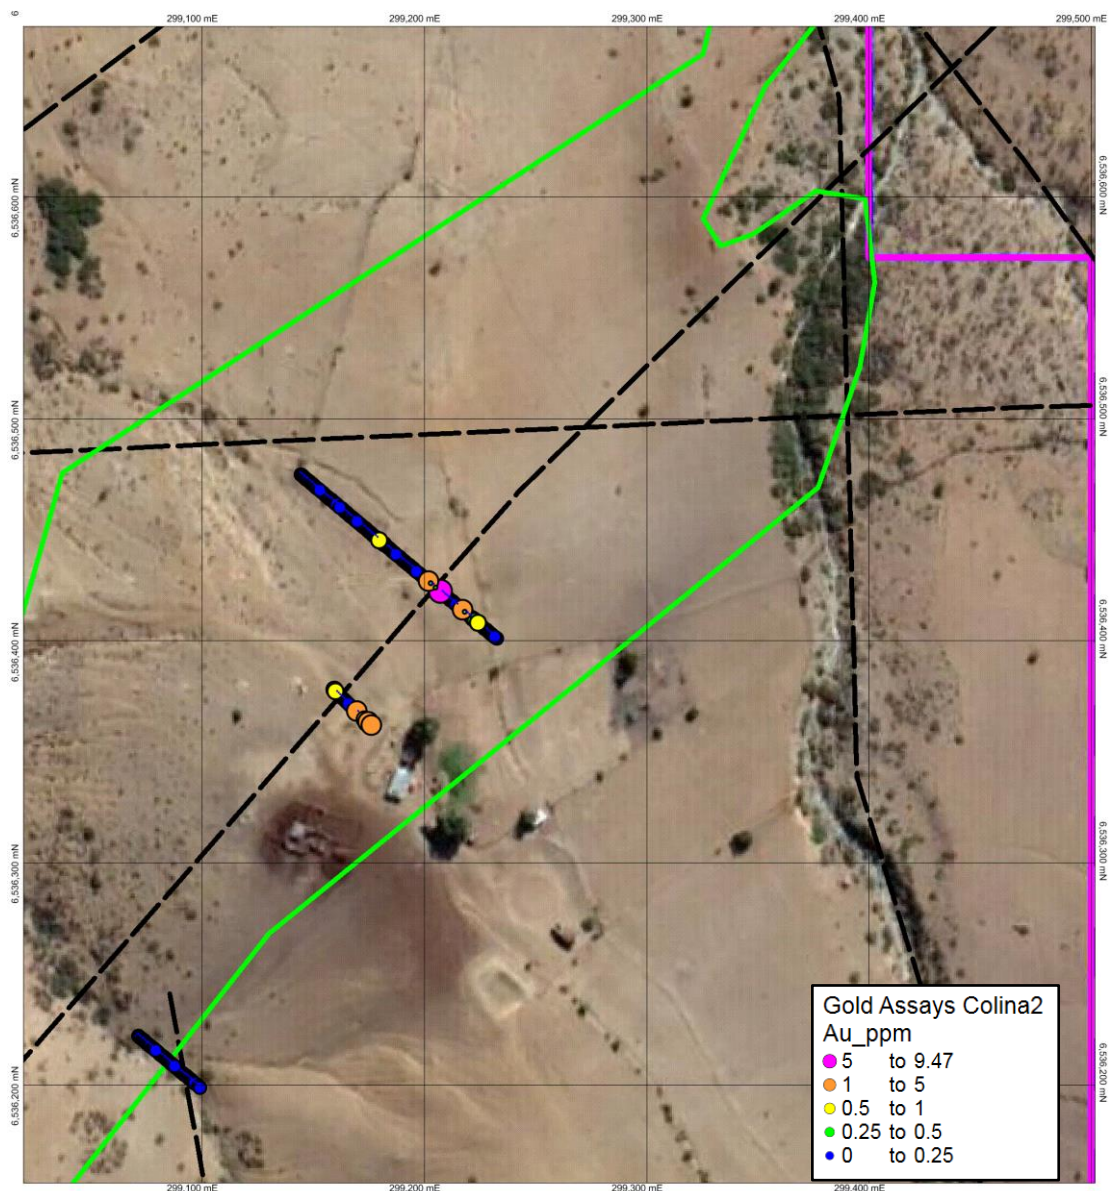 6
299,100 mE
299,200 mE
299,300 mE
299,400 mE
299,500 mE
6,536,600 mN
6,536,600 mN
6,536,500 mN
6,536,500 mN
6,536,400 mN
6,536,400 mN
6,536,300 mN
6,536,300 mN
6,536,200 mN
6,536,200 mN
Gold Assays Colina2
Au_ppm
5 to 9.47
1 to 5
0.5 to 1
0.25 to 0.5
0 to 0.25
299,100 mE
299,200 mE
299,300 mE
299,400 mE